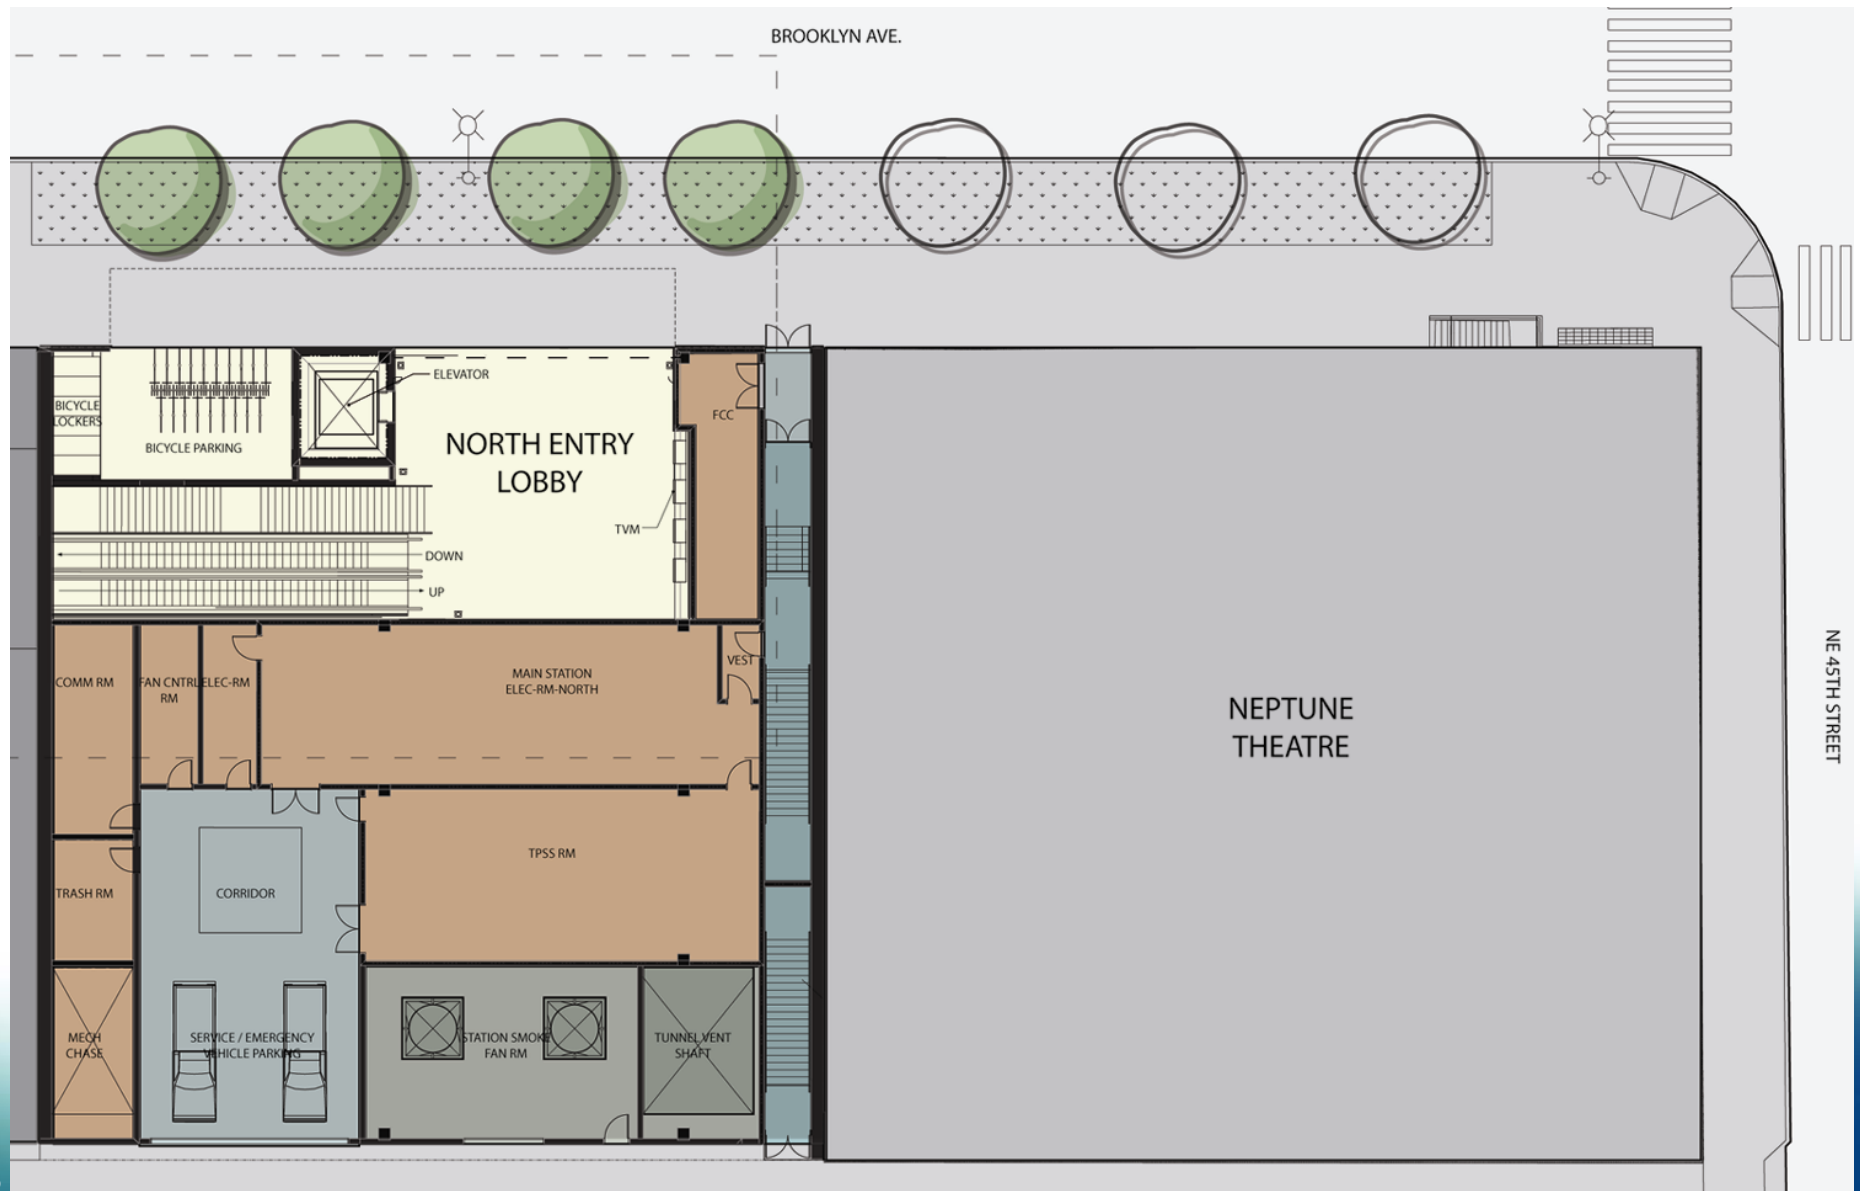 BROOKLYN AVE.
ELEVATOR
BICYCLE
LOCKERS
BICYCLE PARKING
FCC
NORTH ENTRY
LOBBY
TVM
DOWN
UP
COMM RM
FAN CNTRL
RM
ELEC-RM
MAIN STATION
ELEC-RM-NORTH
VEST
NE 45TH STREET
NEPTUNE
THEATRE
TPSS RM
TRASH RM
CORRIDOR
MECH
CHASE
SERVICE / EMERGENCY
VEHICLE PARKING
STATION SMOKE
FAN RM
TUNNEL VENT
SHAFT